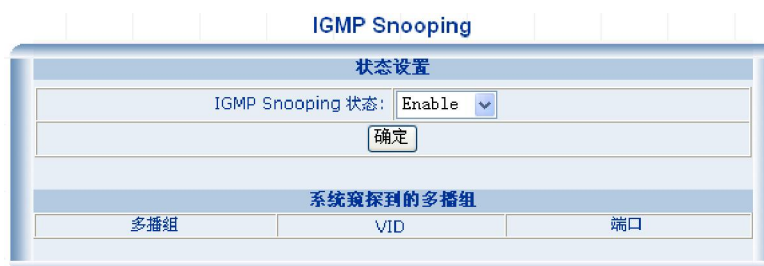 IGMP Snooping
状态设置
IGMP Snooping 状态: Enable
确定
系统窥探到的多播组
多播组 VID 端口